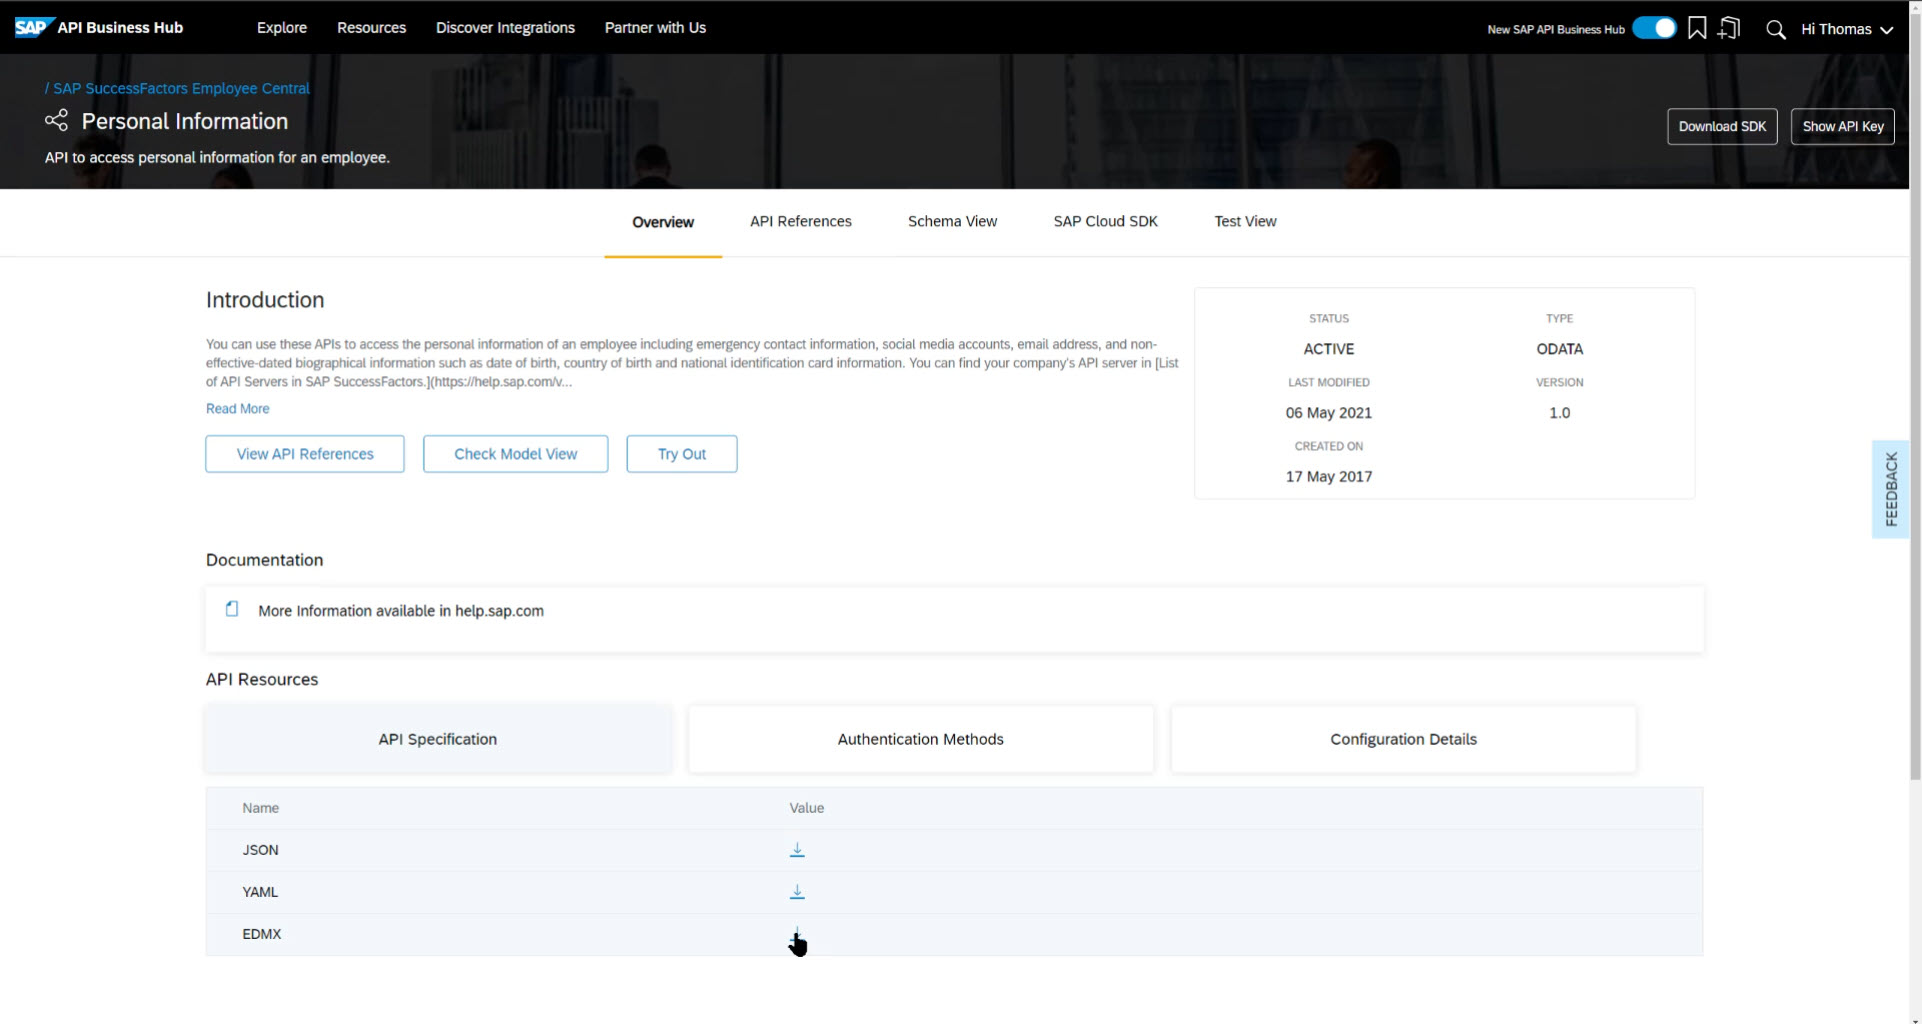 SAP API Business Hub
Explore
Resources
Discover Integrations
Partner with Us
New SAP API Business Hub
Hi Thomas
/ SAP SuccessFactors Employee Central
Personal Information
API to access personal information for an employee.
Download SDK
Show API Key
Overview
API References
Schema View
SAP Cloud SDK
Test View
Introduction
You can use these APIs to access the personal information of an employee including emergency contact information, social media accounts, email address, and non-
effective-dated biographical information such as date of birth, country of birth and national identification card information. You can find your company's API server in [List
of API Servers in SAP SuccessFactors.](https://help.sap.com/v...
Read More
View API References
Check Model View
Try Out
STATUS
TYPE
ACTIVE
ODATA
LAST MODIFIED
VERSION
06 May 2021
1.0
CREATED ON
17 May 2017
FEEDBACK
Documentation
More Information available in help.sap.com
API Resources
API Specification
Authentication Methods
Configuration Details
Name
Value
JSON
YAML
EDMX